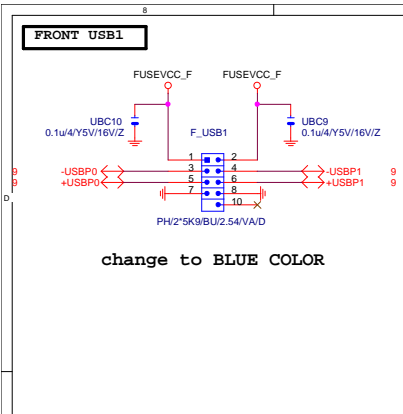 8
FRONT USB1
FUSEVCC_F FUSEVCC_F
UBC10 F_USB1 UBC9
0.1u/4/Y5V/16V/Z 0.1u/4/Y5V/16V/Z
1 2
9 -USBP0 3 4 -USBP1 9
9 +USBP0 5 6 +USBP1 9
7 8
D 10
PH/2*5K9/BU/2.54/VA/D
change to BLUE COLOR